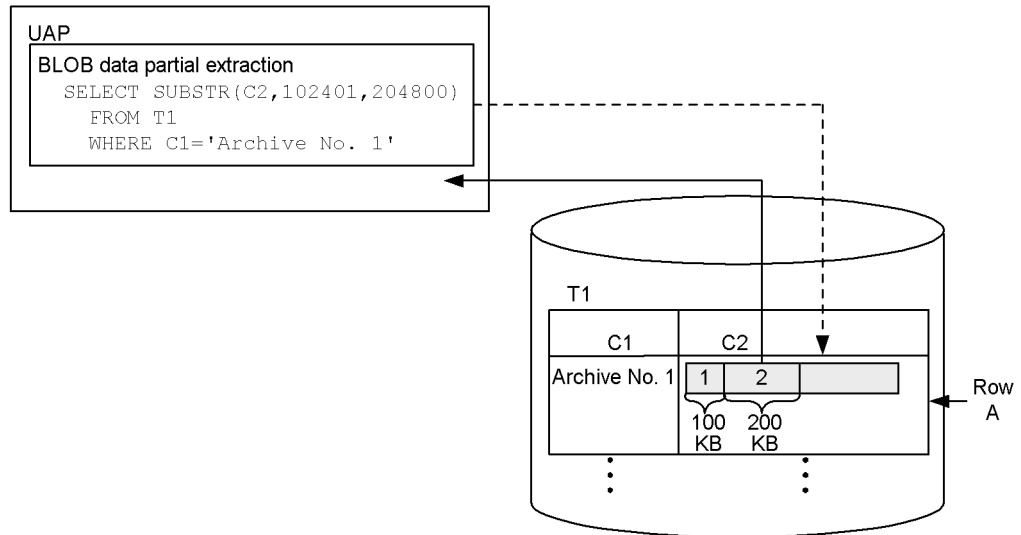 UAP
BLOB data partial extraction
SELECT SUBSTR(C2,102401,204800)
FROM T1
WHERE C1='Archive No. 1'
T1
C1 C2
Archive No. 1 1 2
100 KB 200 KB
Row A